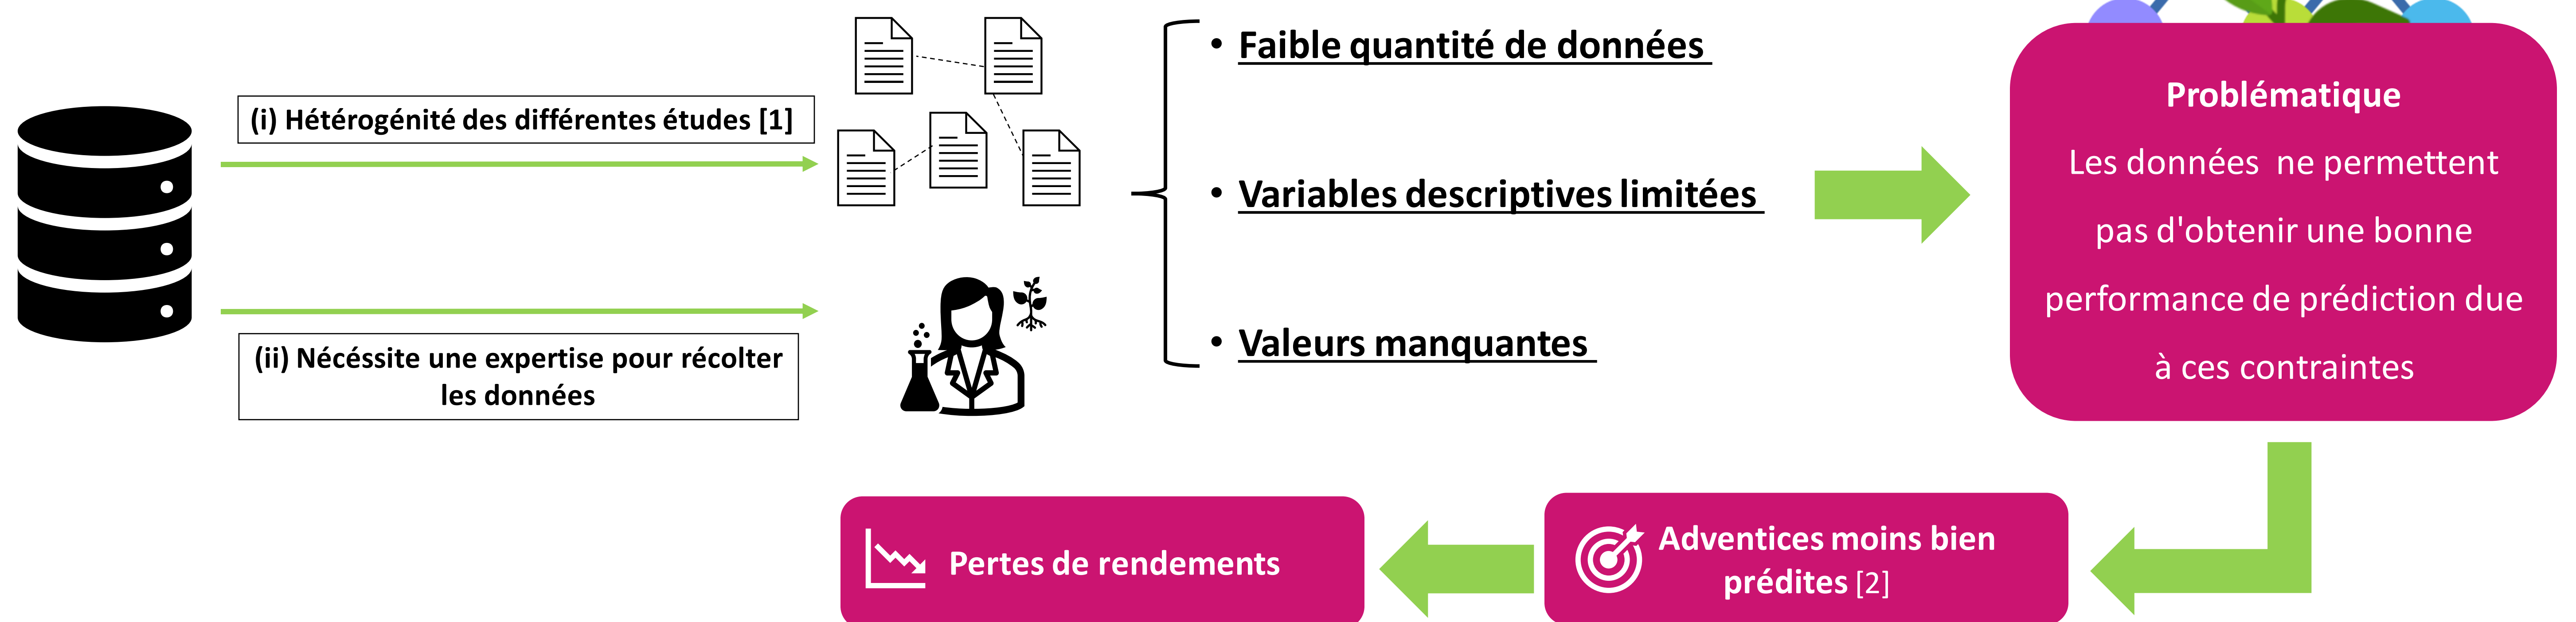 (i) Hétérogénité des différentes études [1]
(ii) Nécéssite une expertise pour récolter
les données
• Faible quantité de données
• Variables descriptives limitées
• Valeurs manquantes
Problématique
Les données ne permettent
pas d'obtenir une bonne
performance de prédiction due
à ces contraintes
Adventices moins bien
prédites [2]
Pertes de rendements